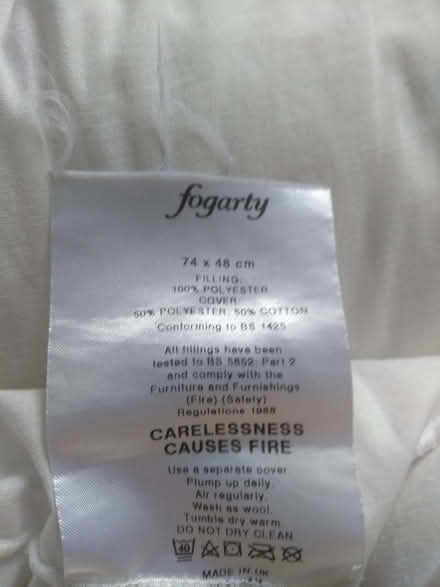 fogarty
74 x 48 cm
FILLING:
100% POLYESTER
COVER
50% POLYESTER, 50% COTTON
Conforming to BS 1425
All fillings have been
tested to BS 5852: Part 2
and comply with the
Furniture and Furnishings
(Fire) (Safety)
Regulations 1988
CARELESSNESS
CAUSES FIRE
Use a separate cover.
Plump up daily.
Air regularly.
Wash as wool.
Tumble dry warm
DO NOT DRY CLEAN
40
MADE IN UK